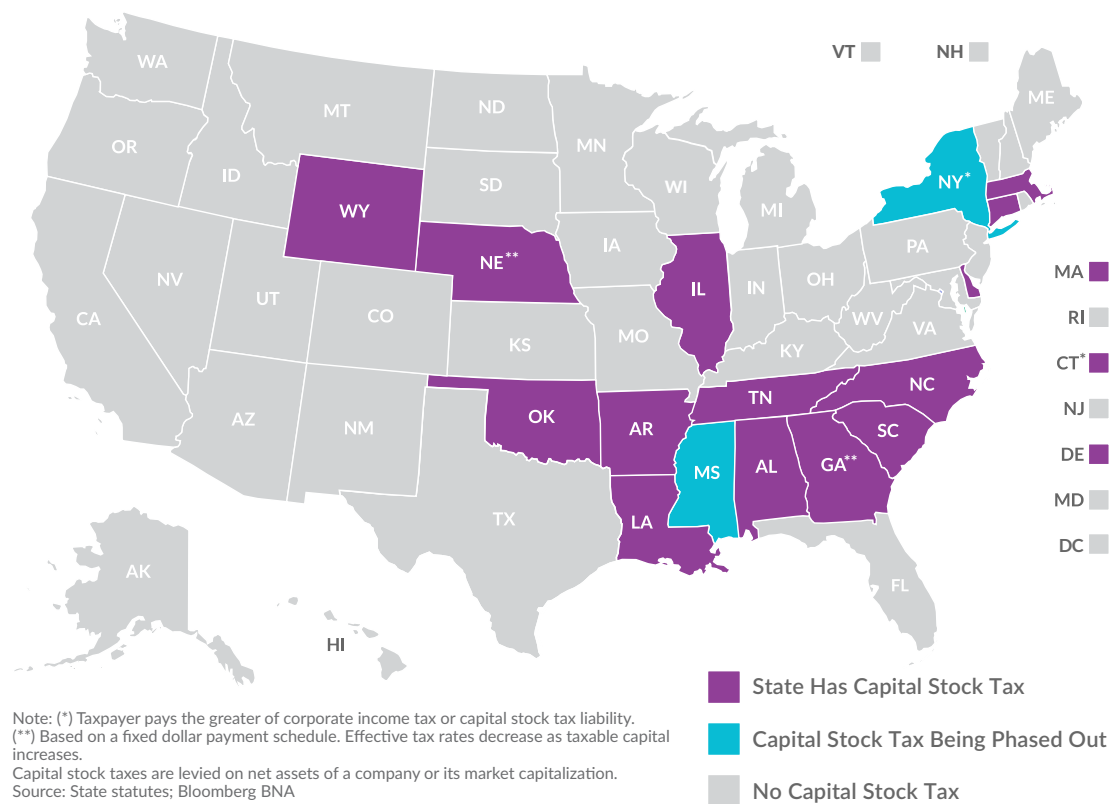 VT
NH
WA
MT
ND
MN
ME
OR
ID
SD
WI
MI
NY*
WY
NE**
IA
PA
NV
UT
CO
IL
IN
OH
MA
CA
KS
MO
WV
VA
RI
KY
CT*
AZ
NM
OK
AR
TN
NC
NJ
SC
MS
AL
GA**
DE
TX
LA
MD
DC
AK
FL
HI
State Has Capital Stock Tax
Capital Stock Tax Being Phased Out
No Capital Stock Tax
Note: (*) Taxpayer pays the greater of corporate income tax or capital stock tax liability.
(**) Based on a fixed dollar payment schedule. Effective tax rates decrease as taxable capital
increases.
Capital stock taxes are levied on net assets of a company or its market capitalization.
Source: State statutes; Bloomberg BNA